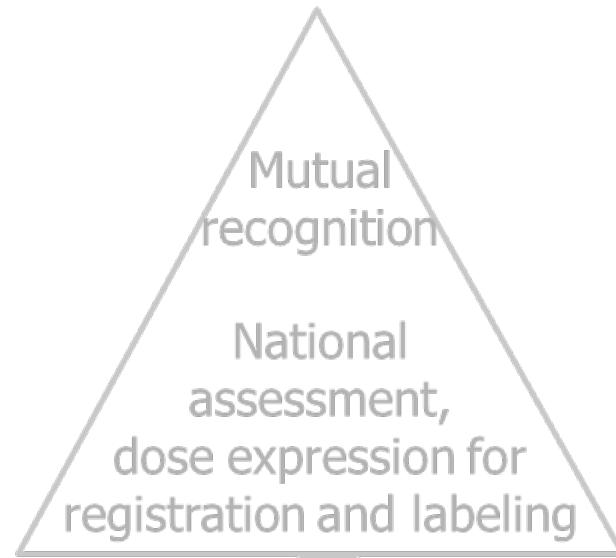 Mutual
recognition
National
assessment,
dose expression for
registration and labeling